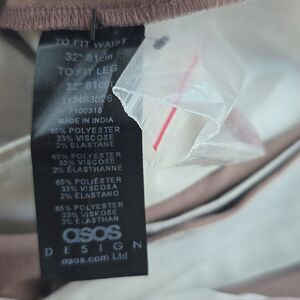 TO FIT WAIST
32" 81cm
TO FIT LEG
32" 81cm
F100318
MADE IN INDIA
65% POLYESTER
33% VISCOSE
2% ELASTANE
65% POLYESTER
33% VISCOSE
2% ELASTHANNE
65% POLIÉSTER
33% VISCOSA
2% ELASTANO
65% POLYESTER
33% VISKOSE
2% ELASTHAN
asos
DESIGN
asos.com Ltd